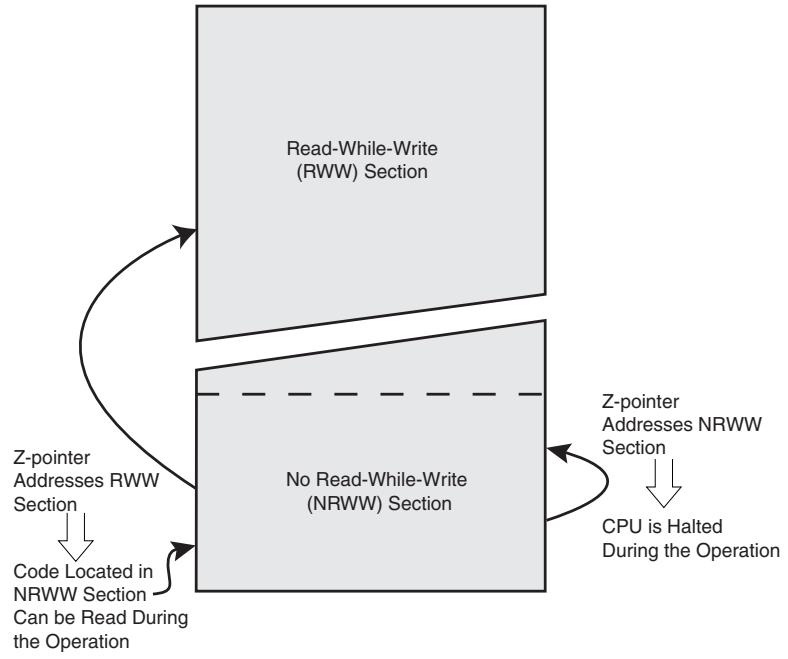 Read-While-Write
(RWW) Section
Z-pointer
Addresses RWW
Section
Code Located in
NRWW Section
Can be Read During
the Operation
No Read-While-Write
(NRWW) Section
Z-pointer
Addresses NRWW
Section
CPU is Halted
During the Operation